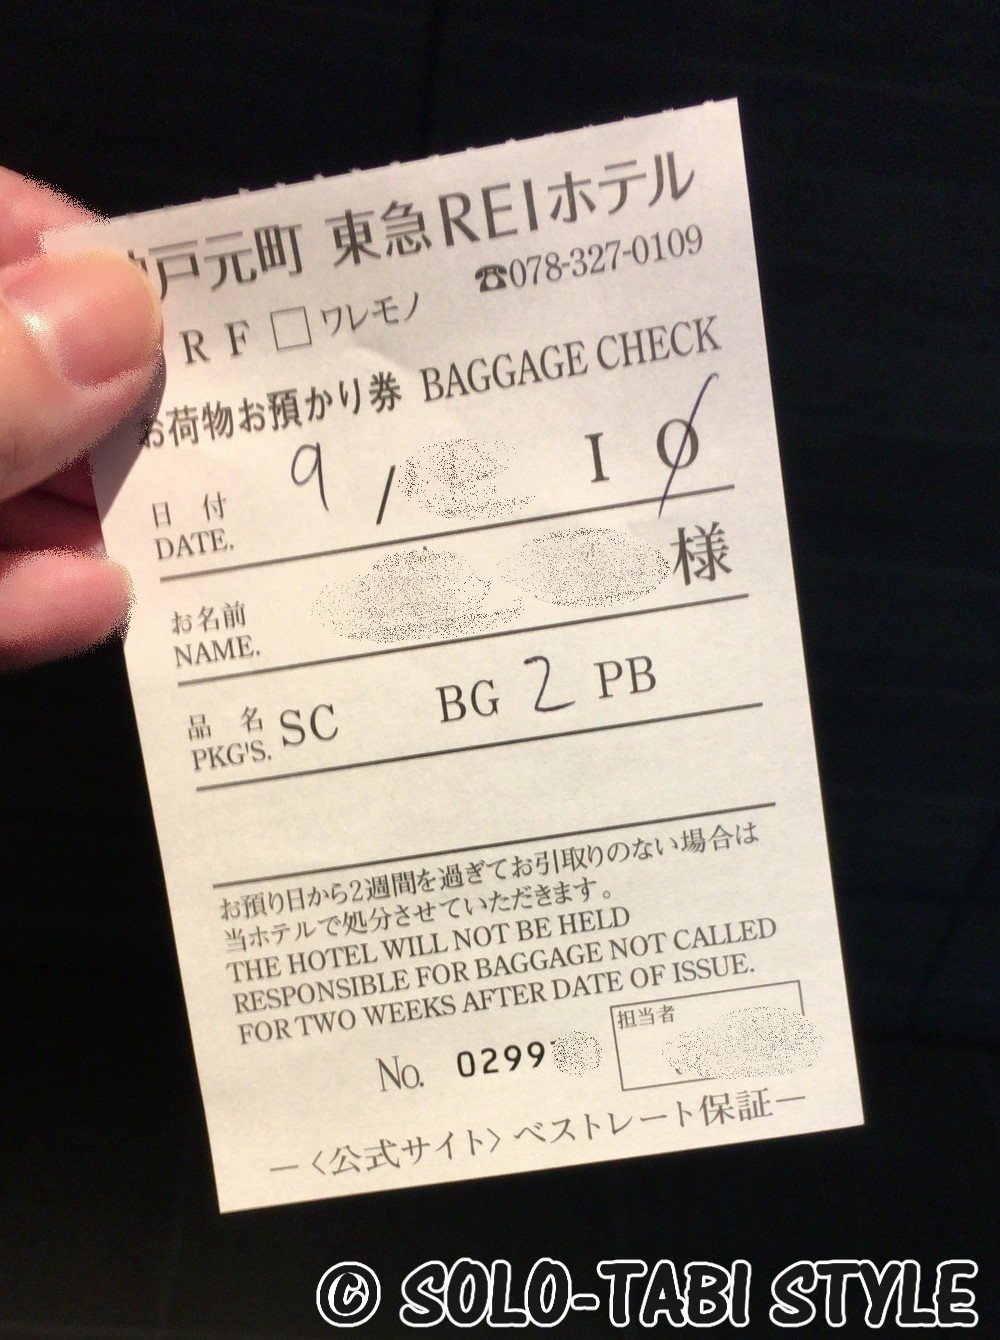 戸元町 東急REIホテル
☎078-327-0109
R F □ ワレモノ
お荷物お預かり券 BAGGAGE CHECK
日 付 9 / I O
DATE.
お名前 様
NAME.
品 名 SC BG 2 PB
PKG'S.
お預り日から2週間を過ぎてお引取りのない場合は
当ホテルで処分させていただきます。
THE HOTEL WILL NOT BE HELD
RESPONSIBLE FOR BAGGAGE NOT CALLED
FOR TWO WEEKS AFTER DATE OF ISSUE.
担当者
No. 0299
－〈公式サイト〉ベストレート保証－
© SOLO-TABI STYLE